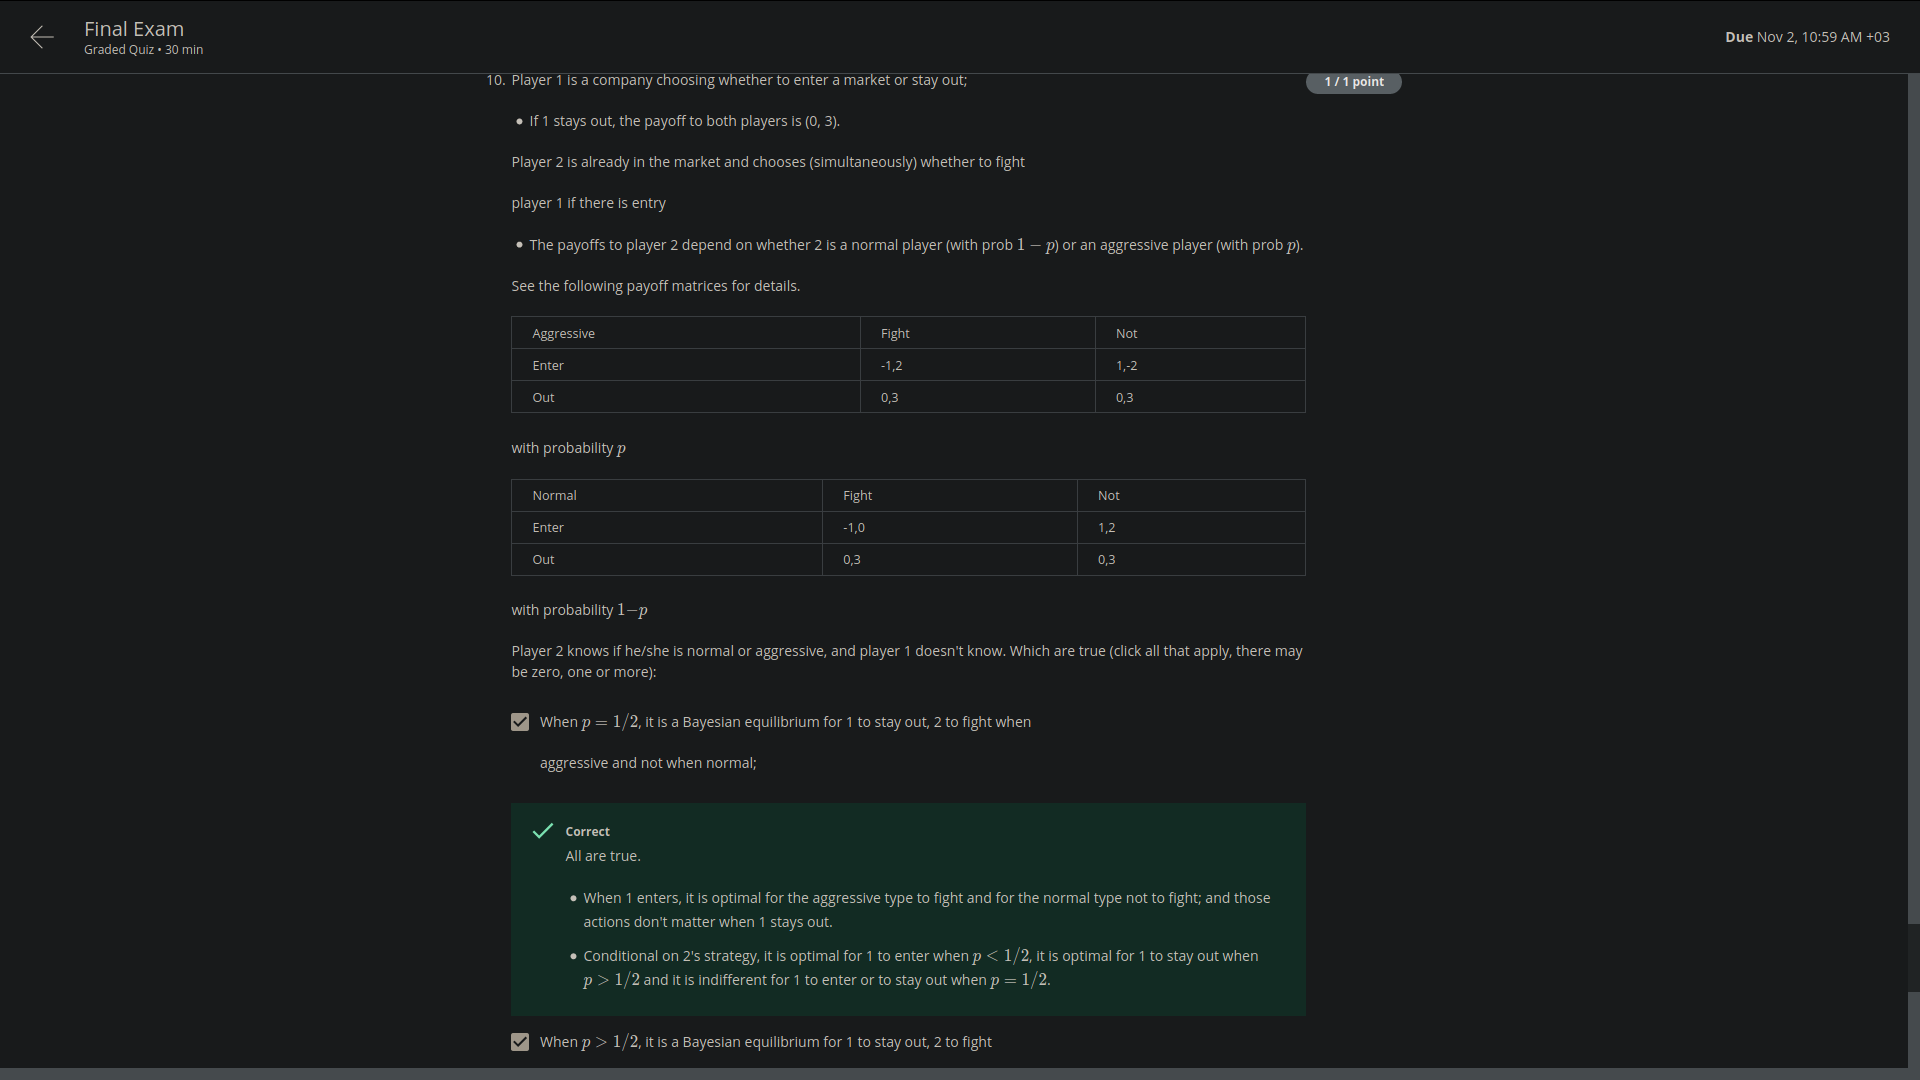 Final Exam
Graded Quiz • 30 min
Due Nov 2, 10:59 AM +03
10. Player 1 is a company choosing whether to enter a market or stay out;
1 / 1 point
• If 1 stays out, the payoff to both players is (0, 3).
Player 2 is already in the market and chooses (simultaneously) whether to fight
player 1 if there is entry
• The payoffs to player 2 depend on whether 2 is a normal player (with prob 1 − p) or an aggressive player (with prob p).
See the following payoff matrices for details.
Aggressive Fight Not
Enter -1,2 1,-2
Out 0,3 0,3
with probability p
Normal Fight Not
Enter -1,0 1,2
Out 0,3 0,3
with probability 1−p
Player 2 knows if he/she is normal or aggressive, and player 1 doesn't know. Which are true (click all that apply, there may
be zero, one or more):
When p = 1/2, it is a Bayesian equilibrium for 1 to stay out, 2 to fight when
aggressive and not when normal;
Correct
All are true.
• When 1 enters, it is optimal for the aggressive type to fight and for the normal type not to fight; and those
actions don't matter when 1 stays out.
• Conditional on 2's strategy, it is optimal for 1 to enter when p < 1/2, it is optimal for 1 to stay out when
p > 1/2 and it is indifferent for 1 to enter or to stay out when p = 1/2.
When p > 1/2, it is a Bayesian equilibrium for 1 to stay out, 2 to fight